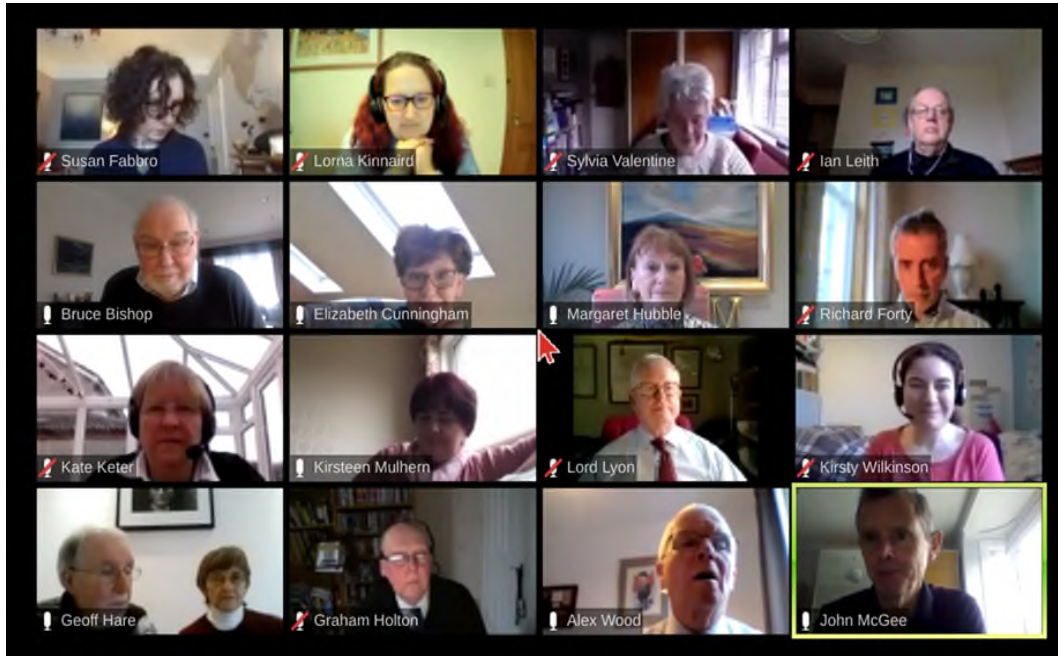 Susan Fabbro
Lorna Kinnaird
Sylvia Valentine
Ian Leith
Bruce Bishop
Elizabeth Cunningham
Margaret Hubble
Richard Forty
Kate Keter
Kirsteen Mulhern
Lord Lyon
Kirsty Wilkinson
Geoff Hare
Graham Holton
Alex Wood
John McGee